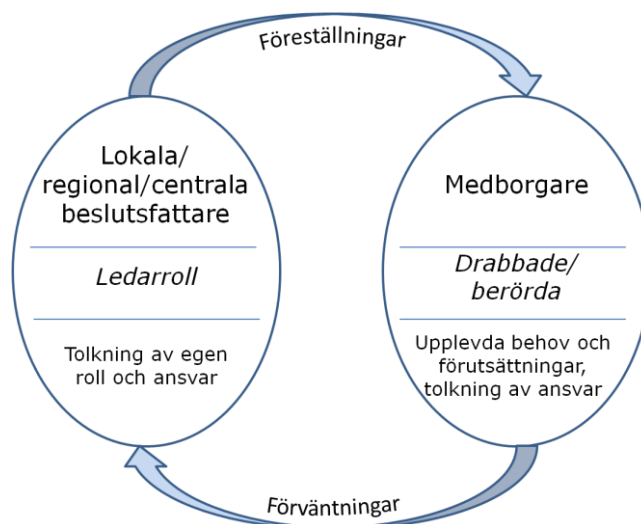 Föreställningar
Lokala/
regional/centrala
beslutsfattare
Ledarroll
Tolkning av egen
roll och ansvar
Medborgare
Drabbade/
berörda
Upplevda behov och
förutsättningar,
tolkning av ansvar
Förväntningar